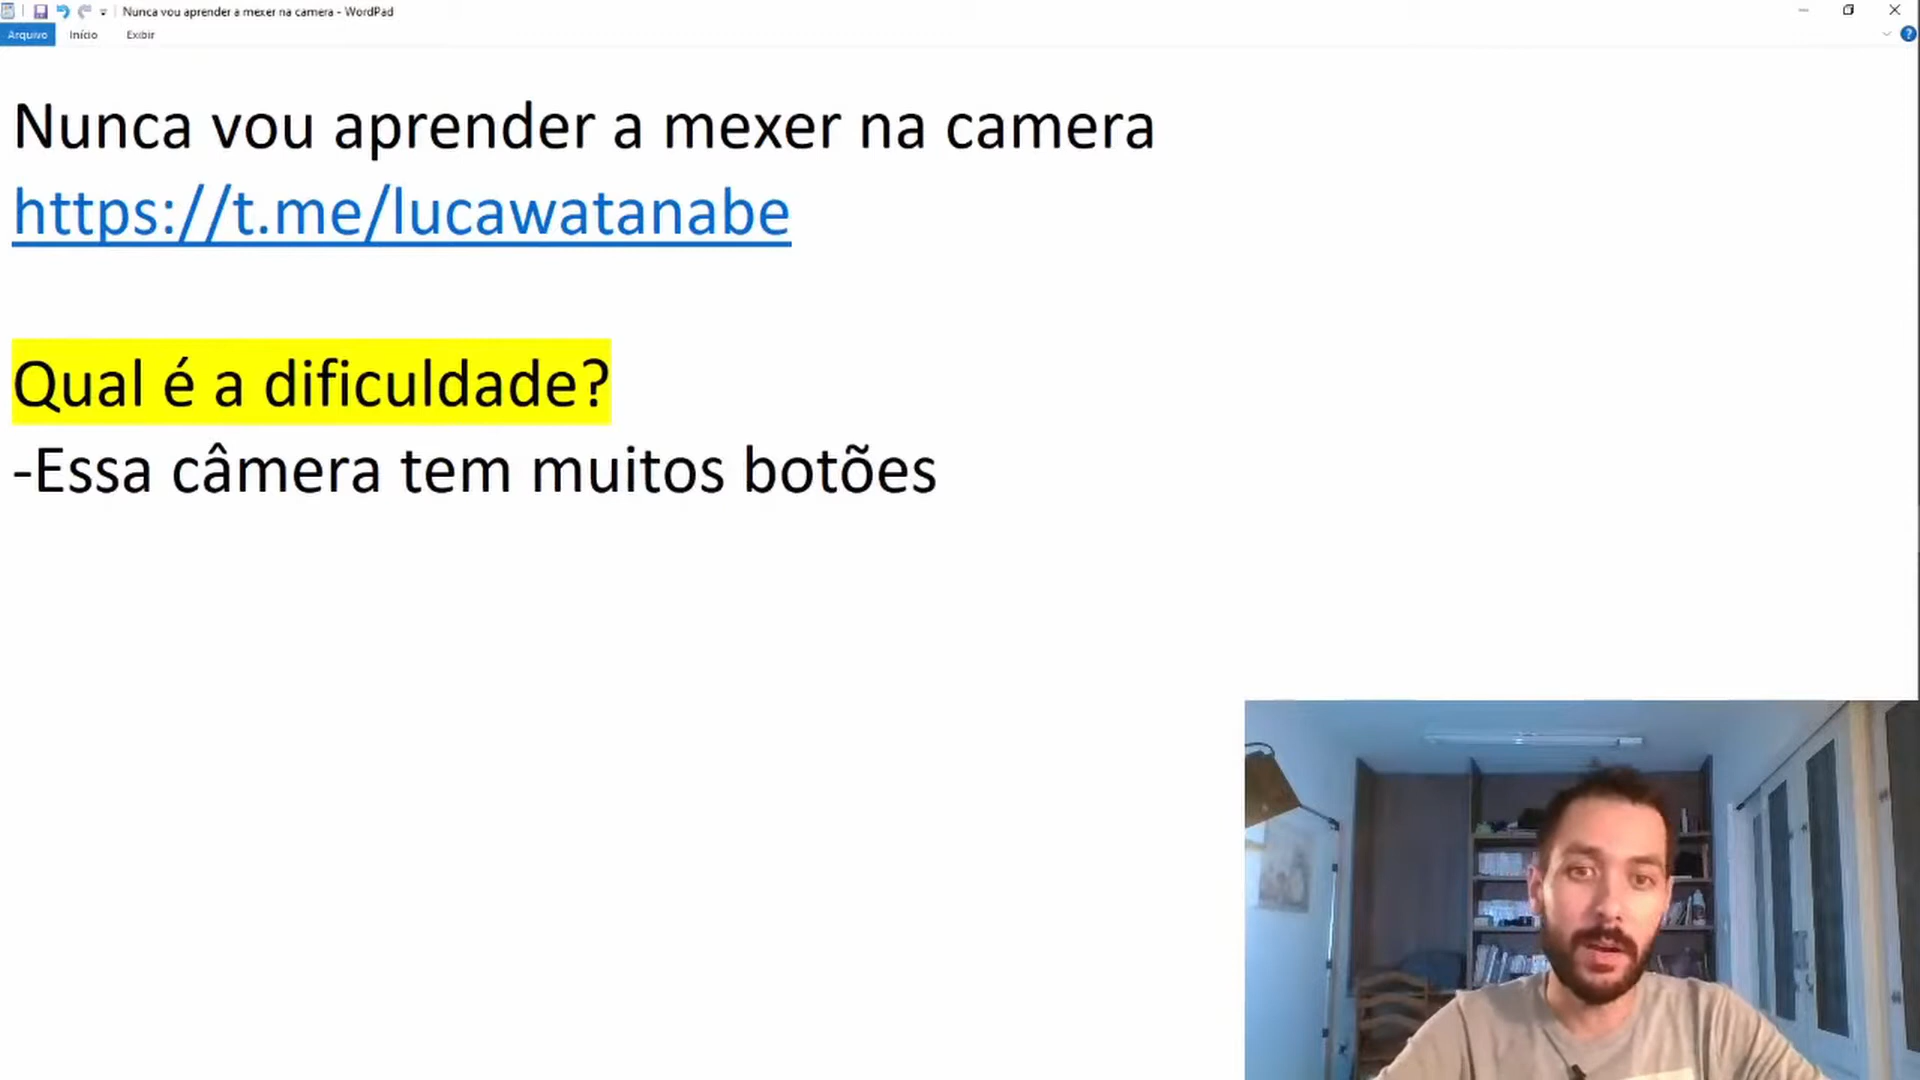 Nunca vou aprender a mexer na camera - WordPad
Arquivo
Início
Exibir
Nunca vou aprender a mexer na camera
https://t.me/lucawatanabe
Qual é a dificuldade?
-Essa câmera tem muitos botões